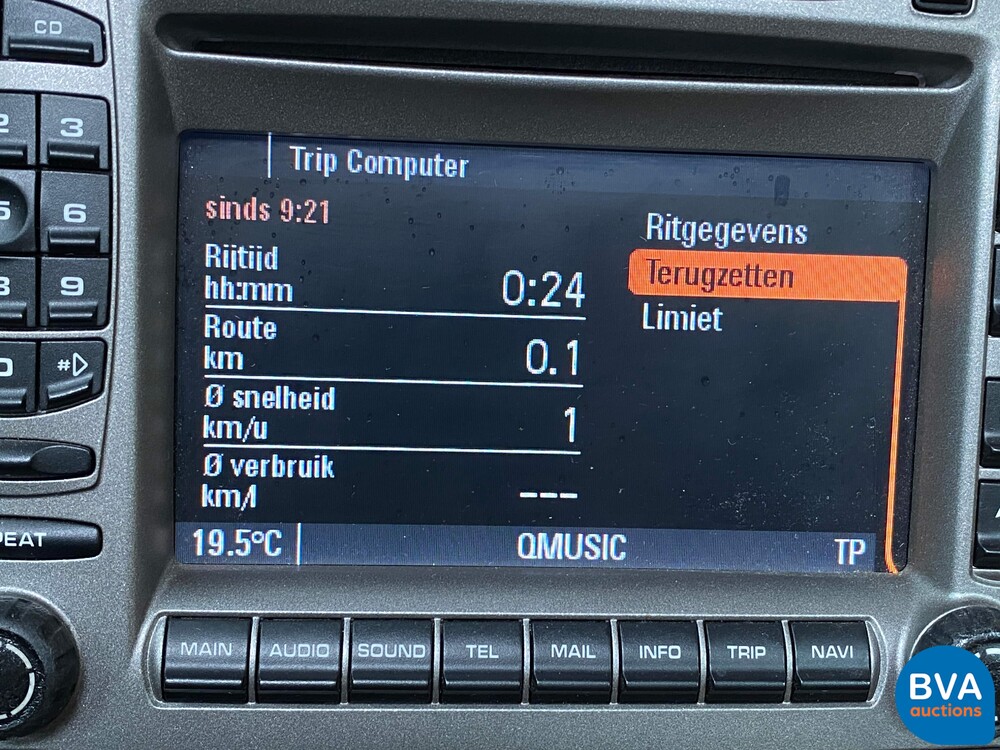 CD
2
3
5
6
8
9
0
#
PEAT
Trip Computer
sinds 9:21
Rijtijd
hh:mm
0:24
Route
km
0.1
Ø snelheid
km/u
1
Ø verbruik
km/l
---
Ritgegevens
Terugzetten
Limiet
19.5°C
QMUSIC
TP
MAIN
AUDIO
SOUND
TEL
MAIL
INFO
TRIP
NAVI
BVA
auctions